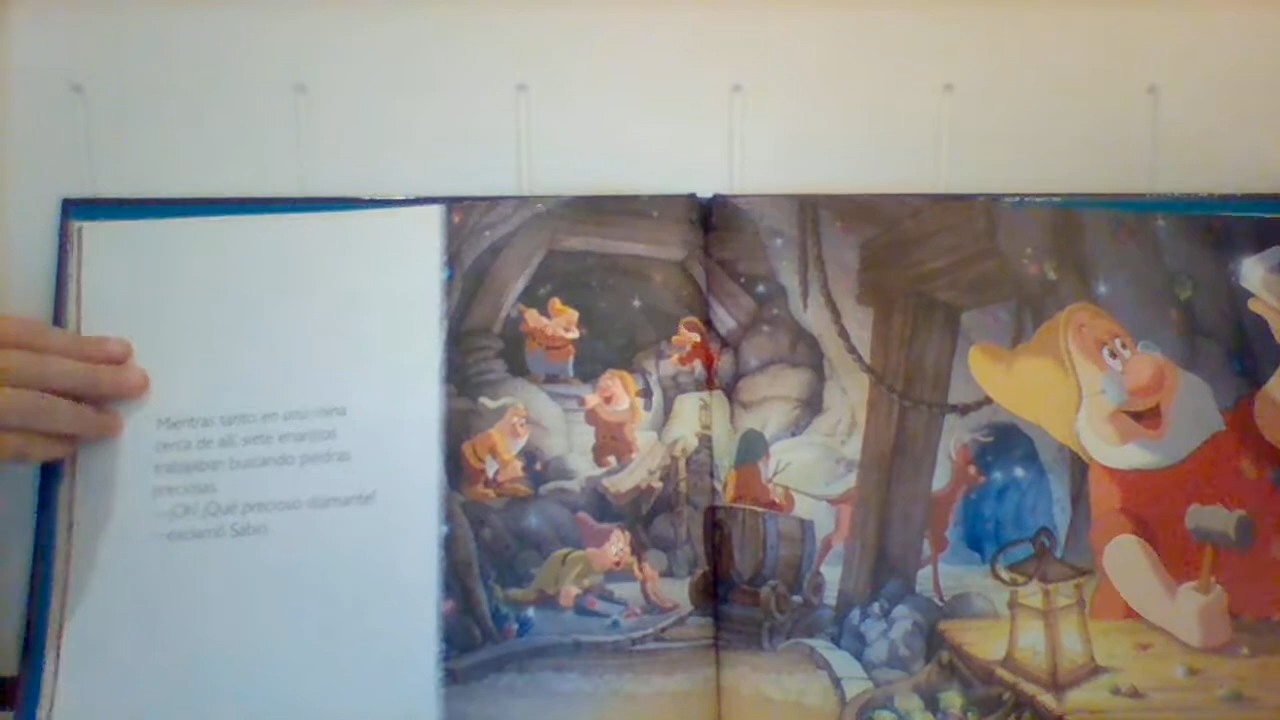 Mientras tanto, en una mina
cerca de allí, siete enanitos
trabajaban buscando piedras
preciosas.
—¡Oh! ¡Qué precioso diamante!
—exclamó Sabio.